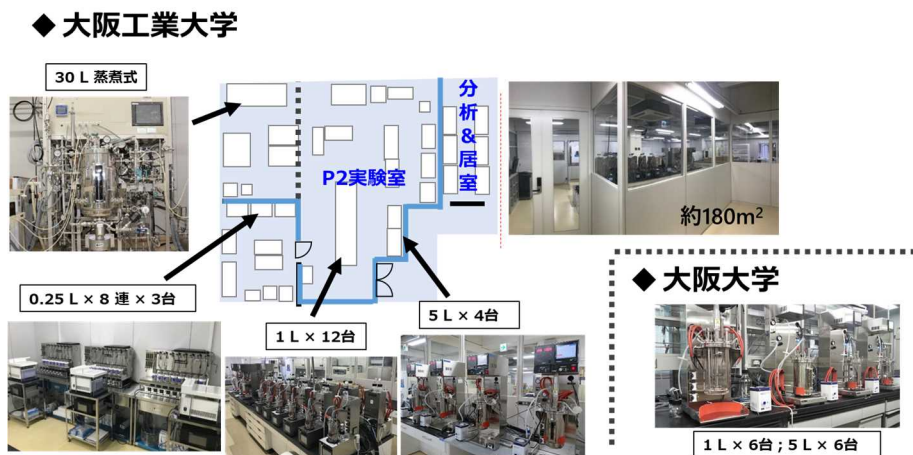 ◆ 大阪工業大学
30 L 蒸煮式
分析&居室
P2実験室
約180m²
0.25 L × 8 連 × 3台
1 L × 12台
5 L × 4台
◆ 大阪大学
1 L × 6台 ; 5 L × 6台